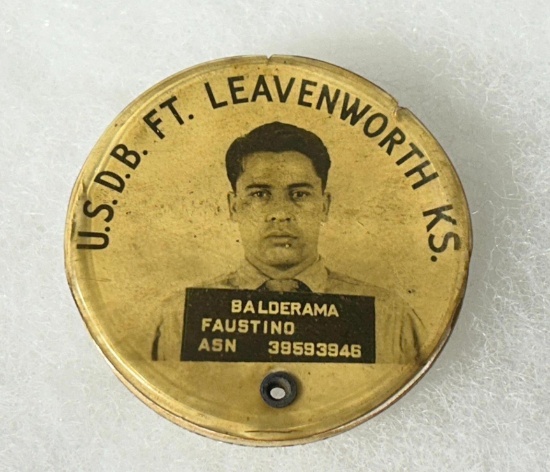 U.S.D.B. FT. LEAVENWORTH KS.
BALDERAMA
FAUSTINO
ASN 39593946